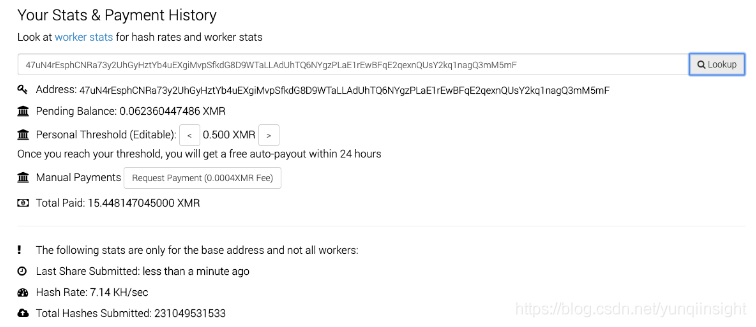 Your Stats & Payment History
Look at worker stats for hash rates and worker stats
47uN4rEsphCNRa73y2UhGyHztYb4uEXgiMvpSfkdG8D9WTaLLAdUhTQ6NYgzPLaE1rEwBFqE2qexnQUsY2kq1nagQ3mM5mF Lookup
Address: 47uN4rEsphCNRa73y2UhGyHztYb4uEXgiMvpSfkdG8D9WTaLLAdUhTQ6NYgzPLaE1rEwBFqE2qexnQUsY2kq1nagQ3mM5mF
Pending Balance: 0.062360447486 XMR
Personal Threshold (Editable): < 0.500 XMR >
Once you reach your threshold, you will get a free auto-payout within 24 hours
Manual Payments Request Payment (0.0004XMR Fee)
Total Paid: 15.448147045000 XMR
The following stats are only for the base address and not all workers:
Last Share Submitted: less than a minute ago
Hash Rate: 7.14 KH/sec
Total Hashes Submitted: 231049531533
https://blog.csdn.net/yunqiinsight